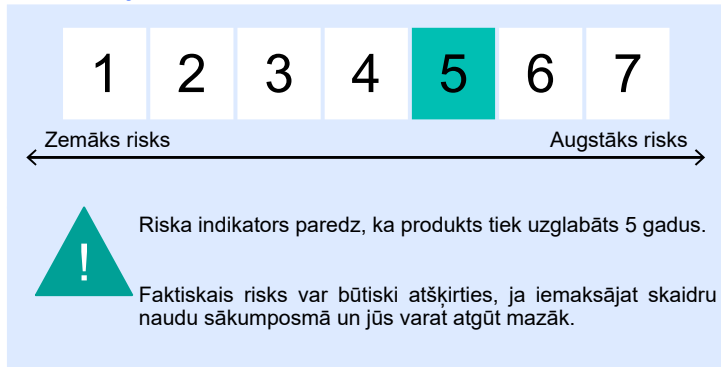 1 2 3 4 5 6 7
Zemāks risks Augstāks risks
!
Riska indikators paredz, ka produkts tiek uzglabāts 5 gadus.
Faktiskais risks var būtiski atšķirties, ja iemaksājat skaidru
naudu sākumposmā un jūs varat atgūt mazāk.